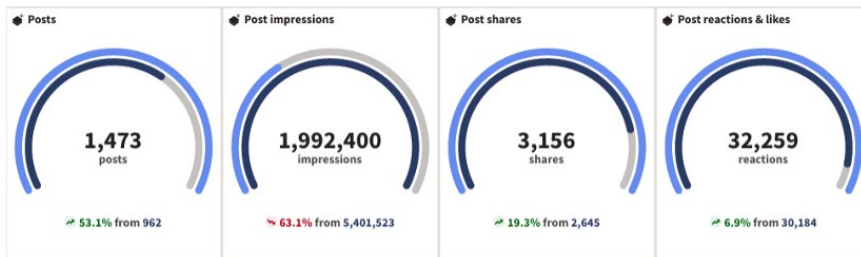 Posts
1,473
posts
53.1% from 962
Post impressions
1,992,400
impressions
63.1% from 5,401,523
Post shares
3,156
shares
19.3% from 2,645
Post reactions & likes
32,259
reactions
6.9% from 30,184